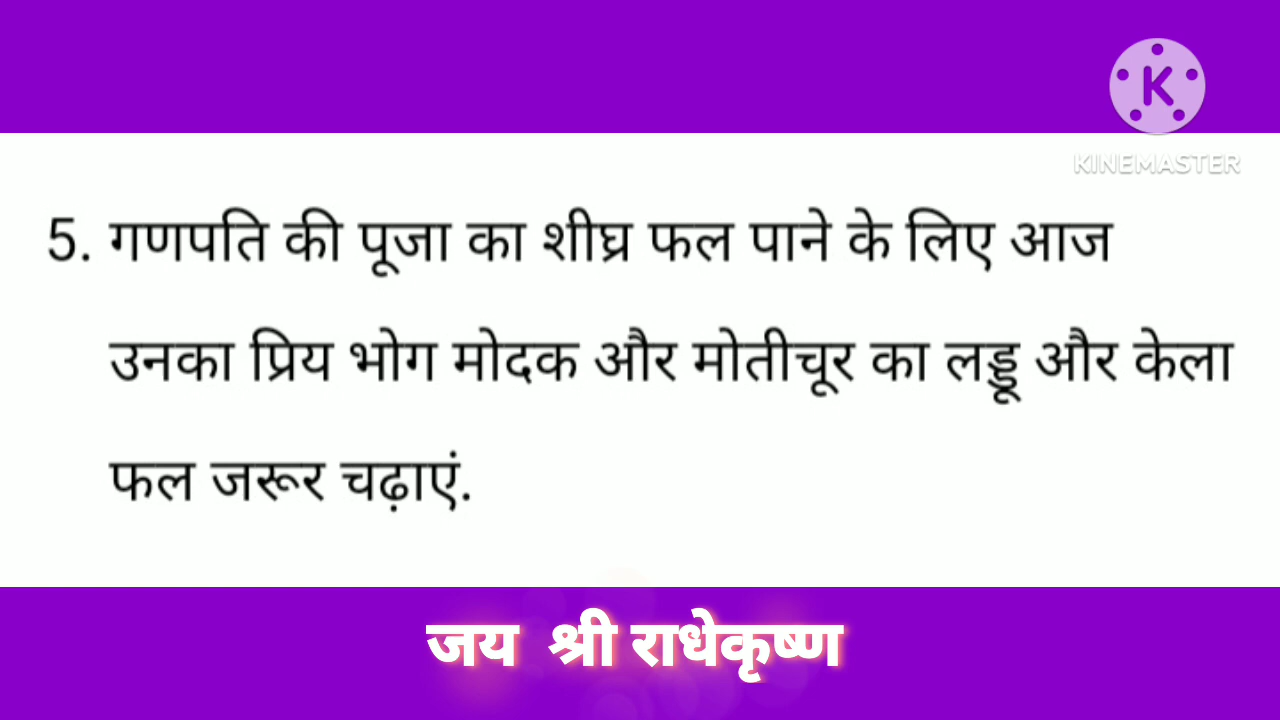 K
KINEMASTER
5. गणपति की पूजा का शीघ्र फल पाने के लिए आज
उनका प्रिय भोग मोदक और मोतीचूर का लड्डू और केला
फल जरूर चढ़ाएं.
जय श्री राधेकृष्ण